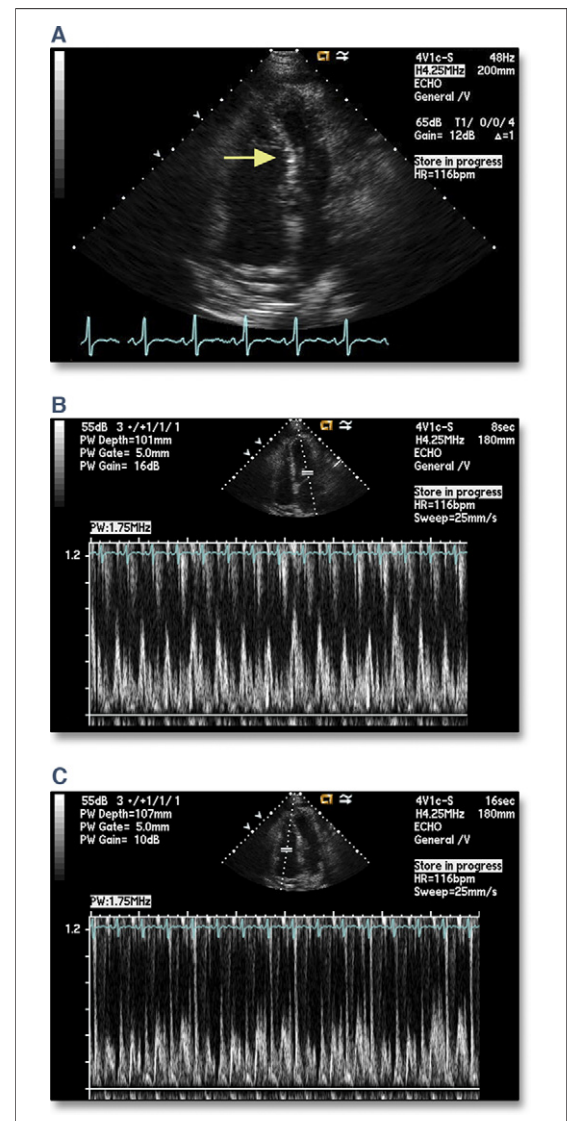 A
4V1c-S 48Hz
H4.25MHz 200mm
ECHO
General /V
65dB T1/ 0/0/4
Gain= 12dB Δ=1
Store in progress
HR=116bpm
B
55dB 3 •/+1/1/1
PW Depth=101mm
PW Gate= 5.0mm
PW Gain= 16dB
4V1c-S 8sec
H4.25MHz 180mm
ECHO
General /V
Store in progress
HR=116bpm
Sweep=25mm/s
PW:1.75MHz
1.2
C
55dB 3 •/+1/1/1
PW Depth=107mm
PW Gate= 5.0mm
PW Gain= 10dB
4V1c-S 16sec
H4.25MHz 180mm
ECHO
General /V
Store in progress
HR=116bpm
Sweep=25mm/s
PW:1.75MHz
1.2